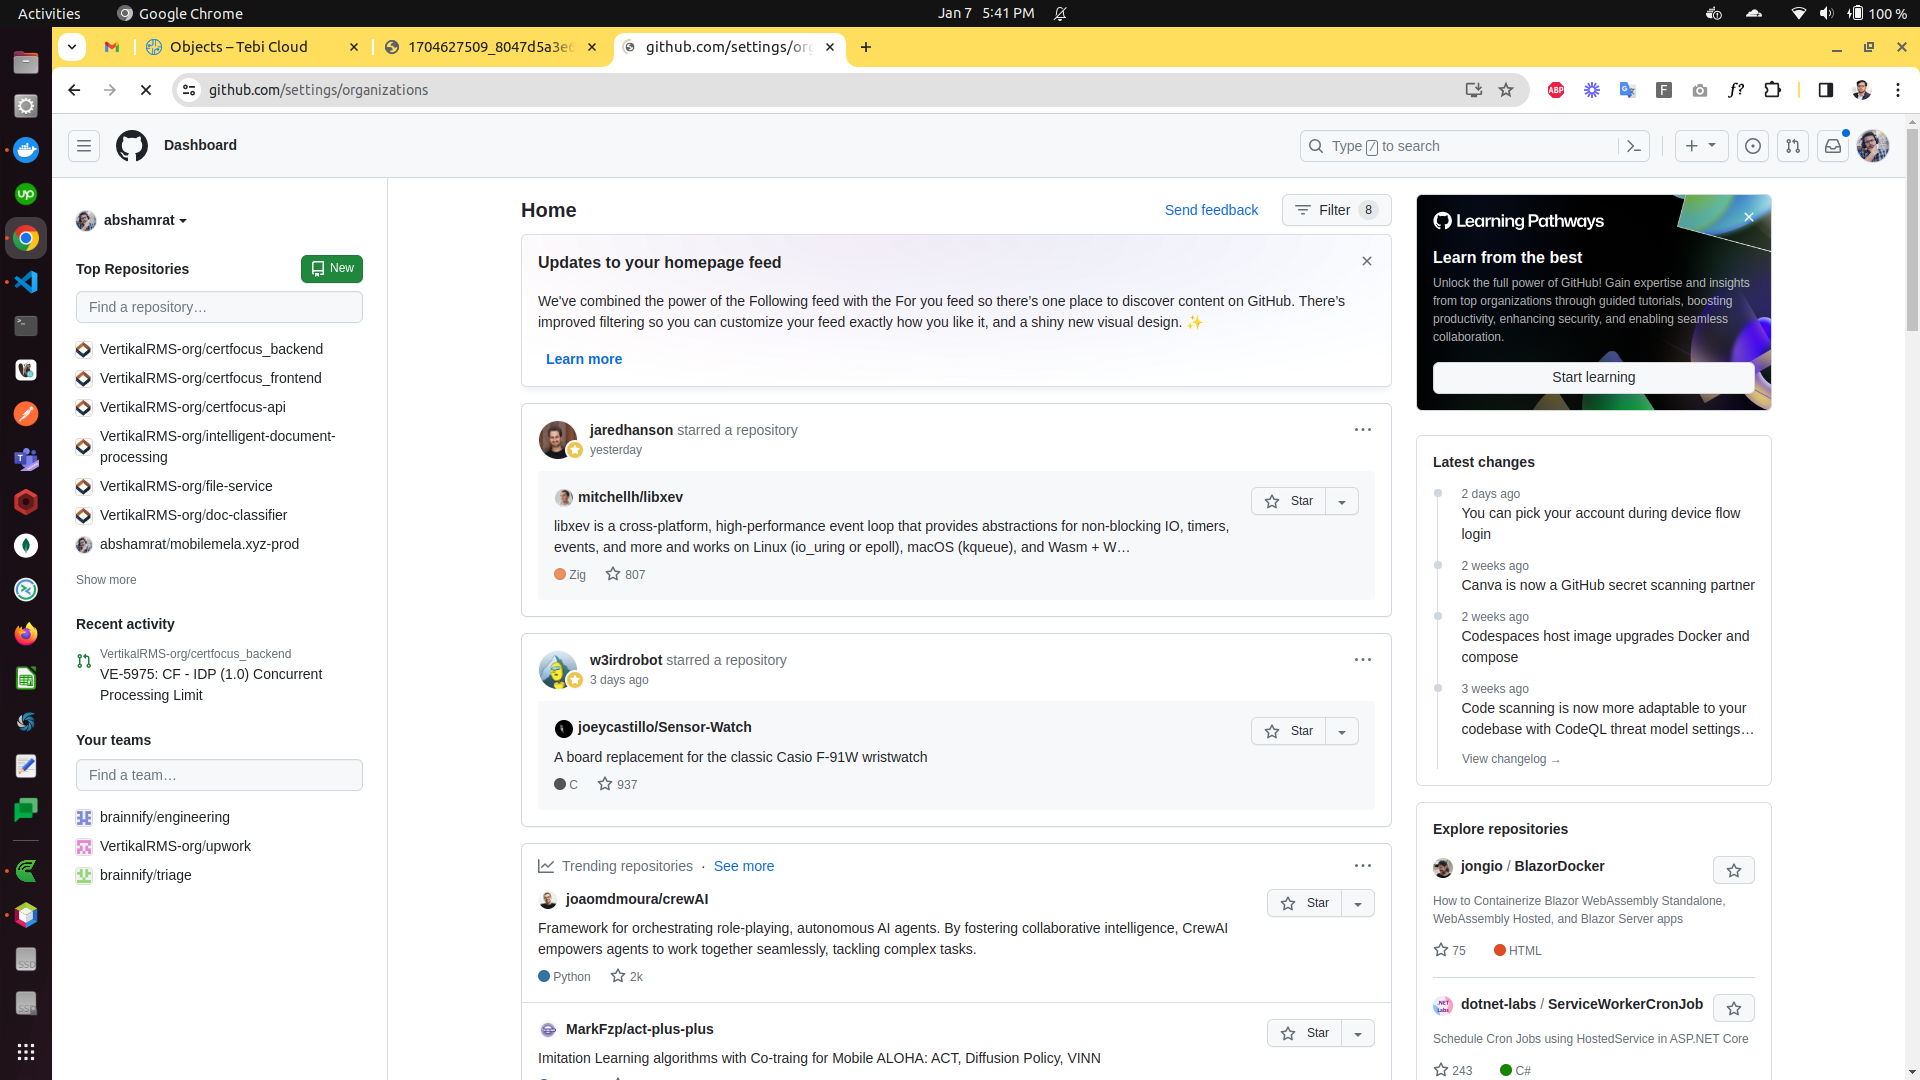 Activities
Google Chrome
Jan 7 5:41 PM
100 %
Objects – Tebi Cloud
1704627509_8047d5a3e
github.com/settings/org
github.com/settings/organizations
Dashboard
Type / to search
abshamrat
Top Repositories
New
Find a repository…
VertikalRMS-org/certfocus_backend
VertikalRMS-org/certfocus_frontend
VertikalRMS-org/certfocus-api
VertikalRMS-org/intelligent-document-
processing
VertikalRMS-org/file-service
VertikalRMS-org/doc-classifier
abshamrat/mobilemela.xyz-prod
Show more
Recent activity
VertikalRMS-org/certfocus_backend
VE-5975: CF - IDP (1.0) Concurrent
Processing Limit
Your teams
Find a team…
brainnify/engineering
VertikalRMS-org/upwork
brainnify/triage
Home
Send feedback
Filter 8
Updates to your homepage feed
We've combined the power of the Following feed with the For you feed so there's one place to discover content on GitHub. There's
improved filtering so you can customize your feed exactly how you like it, and a shiny new visual design. ✨
Learn more
jaredhanson starred a repository
yesterday
mitchellh/libxev
Star
libxev is a cross-platform, high-performance event loop that provides abstractions for non-blocking IO, timers,
events, and more and works on Linux (io_uring or epoll), macOS (kqueue), and Wasm + W…
Zig 807
w3irdrobot starred a repository
3 days ago
joeycastillo/Sensor-Watch
Star
A board replacement for the classic Casio F-91W wristwatch
C 937
Trending repositories · See more
joaomdmoura/crewAI
Star
Framework for orchestrating role-playing, autonomous AI agents. By fostering collaborative intelligence, CrewAI
empowers agents to work together seamlessly, tackling complex tasks.
Python 2k
MarkFzp/act-plus-plus
Star
Imitation Learning algorithms with Co-traing for Mobile ALOHA: ACT, Diffusion Policy, VINN
Learning Pathways
Learn from the best
Unlock the full power of GitHub! Gain expertise and insights
from top organizations through guided tutorials, boosting
productivity, enhancing security, and enabling seamless
collaboration.
Start learning
Latest changes
2 days ago
You can pick your account during device flow
login
2 weeks ago
Canva is now a GitHub secret scanning partner
2 weeks ago
Codespaces host image upgrades Docker and
compose
3 weeks ago
Code scanning is now more adaptable to your
codebase with CodeQL threat model settings…
View changelog →
Explore repositories
jongio / BlazorDocker
How to Containerize Blazor WebAssembly Standalone,
WebAssembly Hosted, and Blazor Server apps
75 HTML
dotnet-labs / ServiceWorkerCronJob
Schedule Cron Jobs using HostedService in ASP.NET Core
243 C#